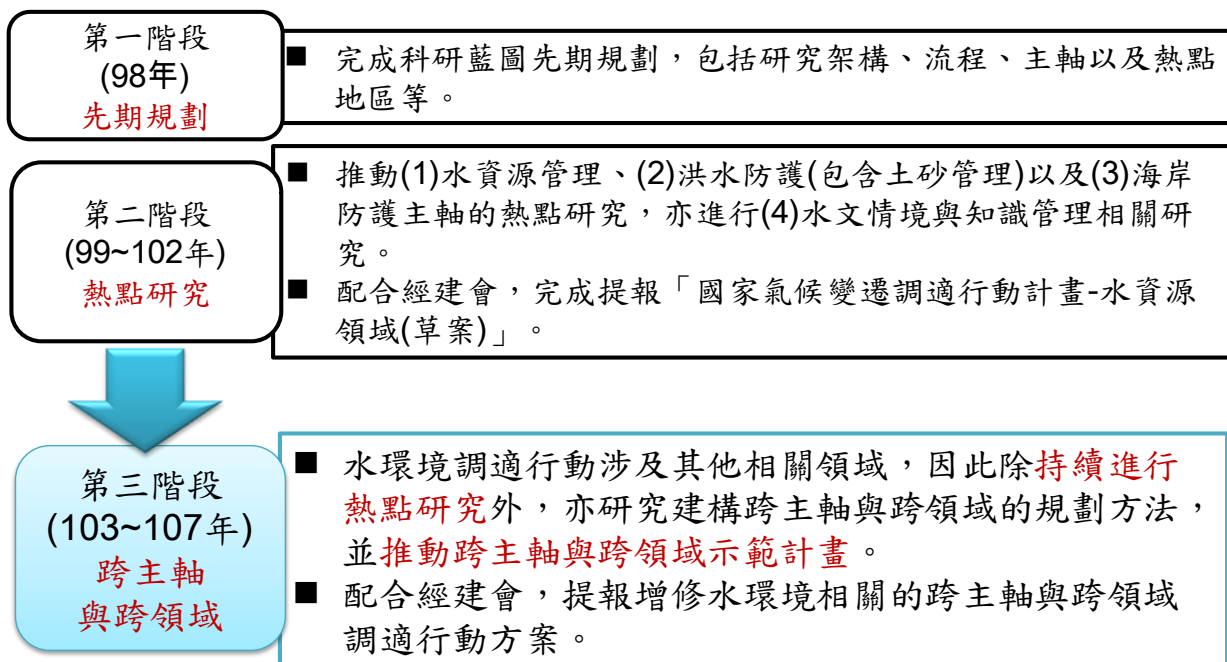 第一階段
(98年)
先期規劃
■ 完成科研藍圖先期規劃，包括研究架構、流程、主軸以及熱點
地區等。
第二階段
(99~102年)
熱點研究
■ 推動(1)水資源管理、(2)洪水防護(包含土砂管理)以及(3)海岸
防護主軸的熱點研究，亦進行(4)水文情境與知識管理相關研
究。
■ 配合經建會，完成提報「國家氣候變遷調適行動計畫-水資源
領域(草案)」。
第三階段
(103~107年)
跨主軸
與跨領域
■ 水環境調適行動涉及其他相關領域，因此除持續進行
熱點研究外，亦研究建構跨主軸與跨領域的規劃方法，
並推動跨主軸與跨領域示範計畫。
■ 配合經建會，提報增修水環境相關的跨主軸與跨領域
調適行動方案。